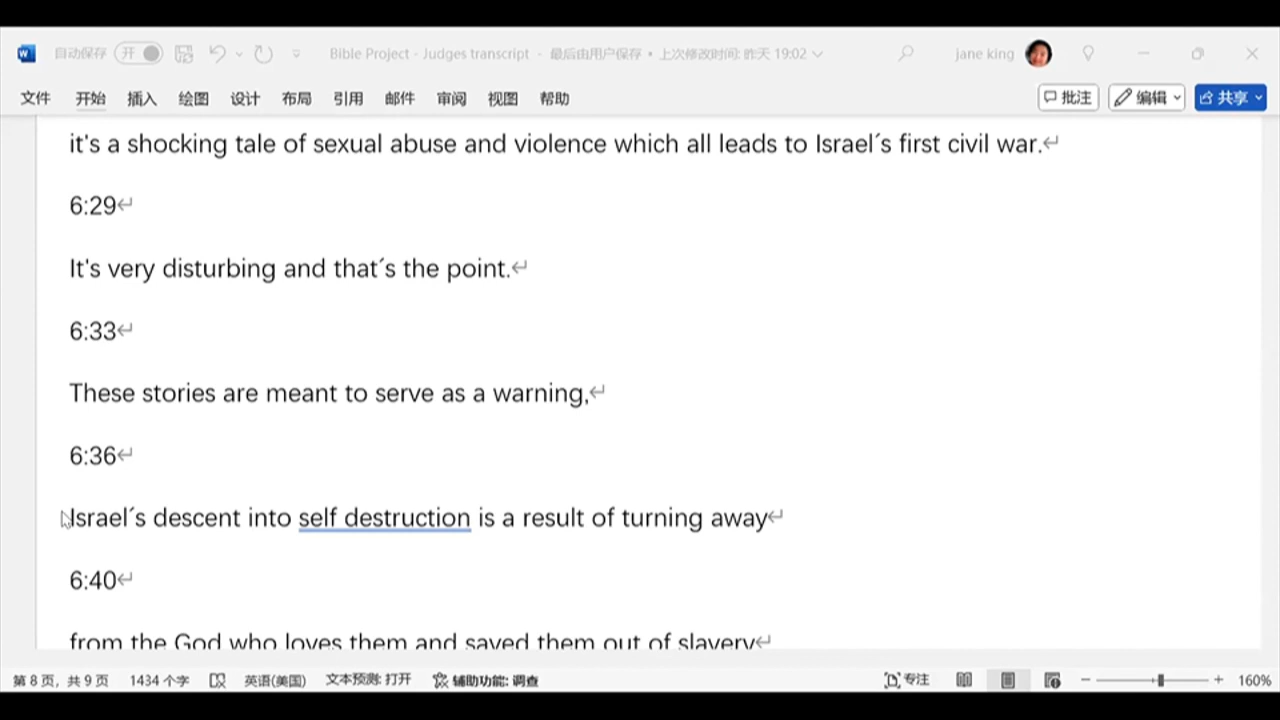 自动保存 开 Bible Project - Judges transcript - 最后由用户保存 • 上次修改时间: 昨天 19:02 jane king
文件 开始 插入 绘图 设计 布局 引用 邮件 审阅 视图 帮助 批注 编辑 共享
it's a shocking tale of sexual abuse and violence which all leads to Israel´s first civil war.
6:29
It's very disturbing and that´s the point.
6:33
These stories are meant to serve as a warning,
6:36
Israel´s descent into self destruction is a result of turning away
6:40
from the God who loves them and saved them out of slavery
第 8 页，共 9 页 1434 个字 英语(美国) 文本预测: 打开 辅助功能: 调查 专注 160%